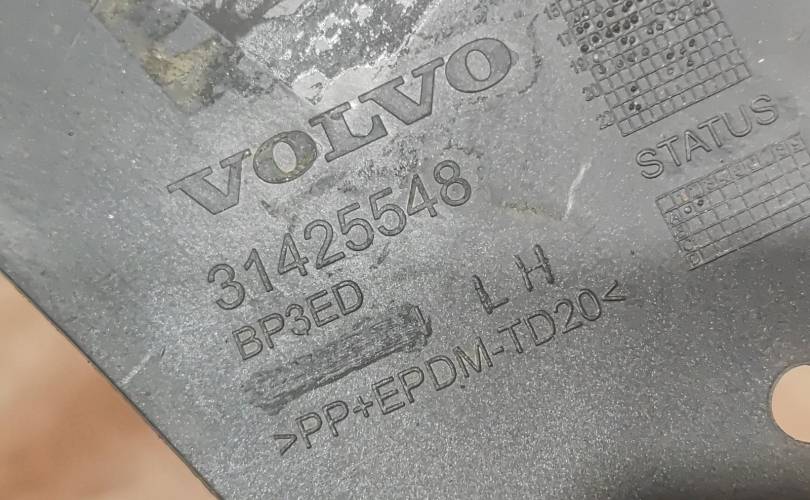 VOLVO
31425548
BP3ED
LH
>PP+EPDM-TD20<
STATUS